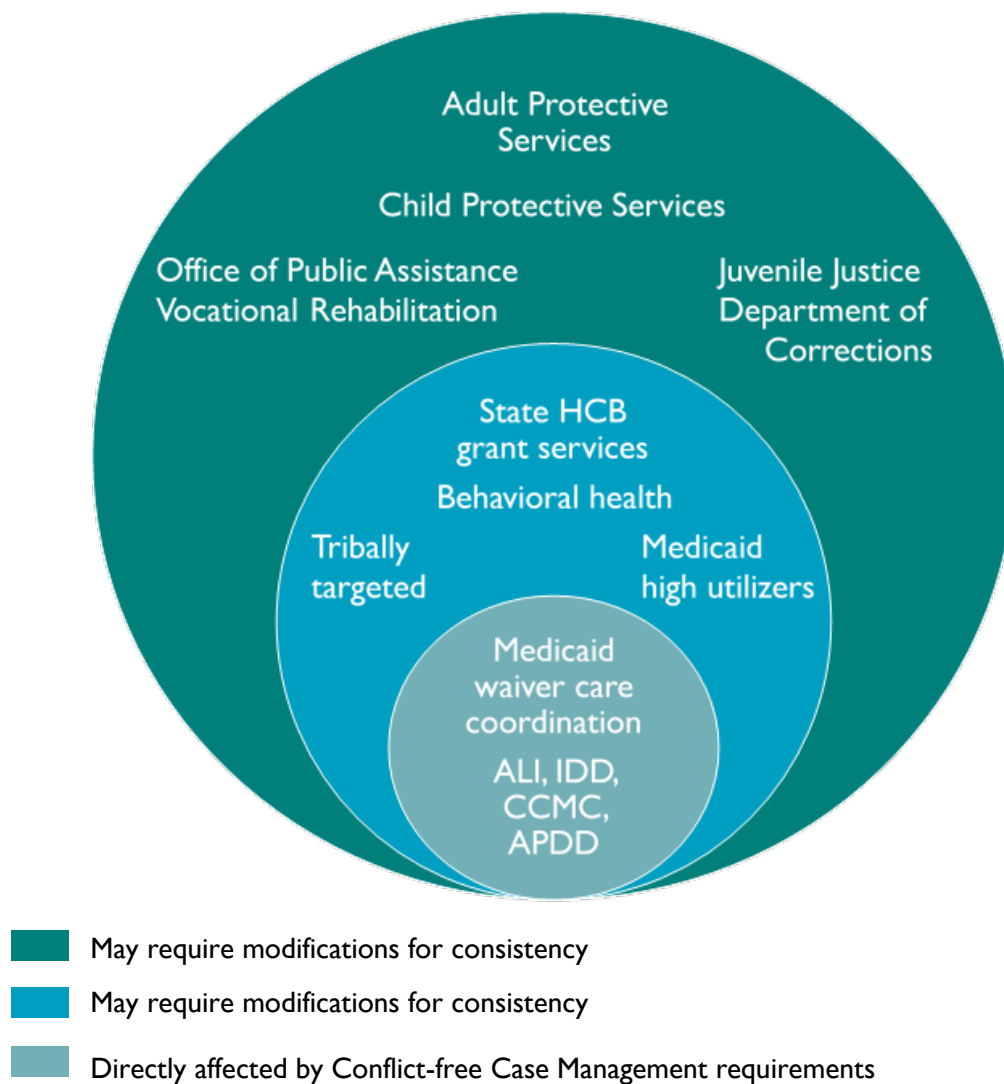 Adult Protective
Services
Child Protective Services
Office of Public Assistance
Vocational Rehabilitation
Juvenile Justice
Department of
Corrections
State HCB
grant services
Behavioral health
Tribally
targeted
Medicaid
high utilizers
Medicaid
waiver care
coordination
ALI, IDD,
CCMC,
APDD
May require modifications for consistency
May require modifications for consistency
Directly affected by Conflict-free Case Management requirements